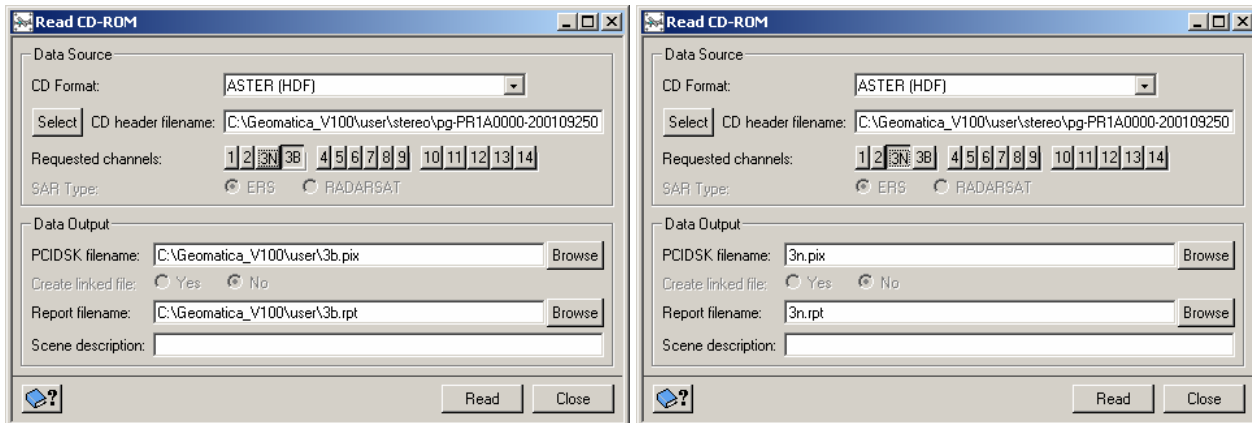 Read CD-ROM
Data Source
CD Format: ASTER (HDF)
Select CD header filename: C:\Geomatica_V100\user\stereo\pg-PR1A0000-200109250
Requested channels: 1 2 3N 3B 4 5 6 7 8 9 10 11 12 13 14
SAR Type: ERS RADARSAT
Data Output
PCIDSK filename: C:\Geomatica_V100\user\3b.pix Browse
Create linked file: Yes No
Report filename: C:\Geomatica_V100\user\3b.rpt Browse
Scene description:
? Read Close
Read CD-ROM
Data Source
CD Format: ASTER (HDF)
Select CD header filename: C:\Geomatica_V100\user\stereo\pg-PR1A0000-200109250
Requested channels: 1 2 3N 3B 4 5 6 7 8 9 10 11 12 13 14
SAR Type: ERS RADARSAT
Data Output
PCIDSK filename: 3n.pix Browse
Create linked file: Yes No
Report filename: 3n.rpt Browse
Scene description:
? Read Close